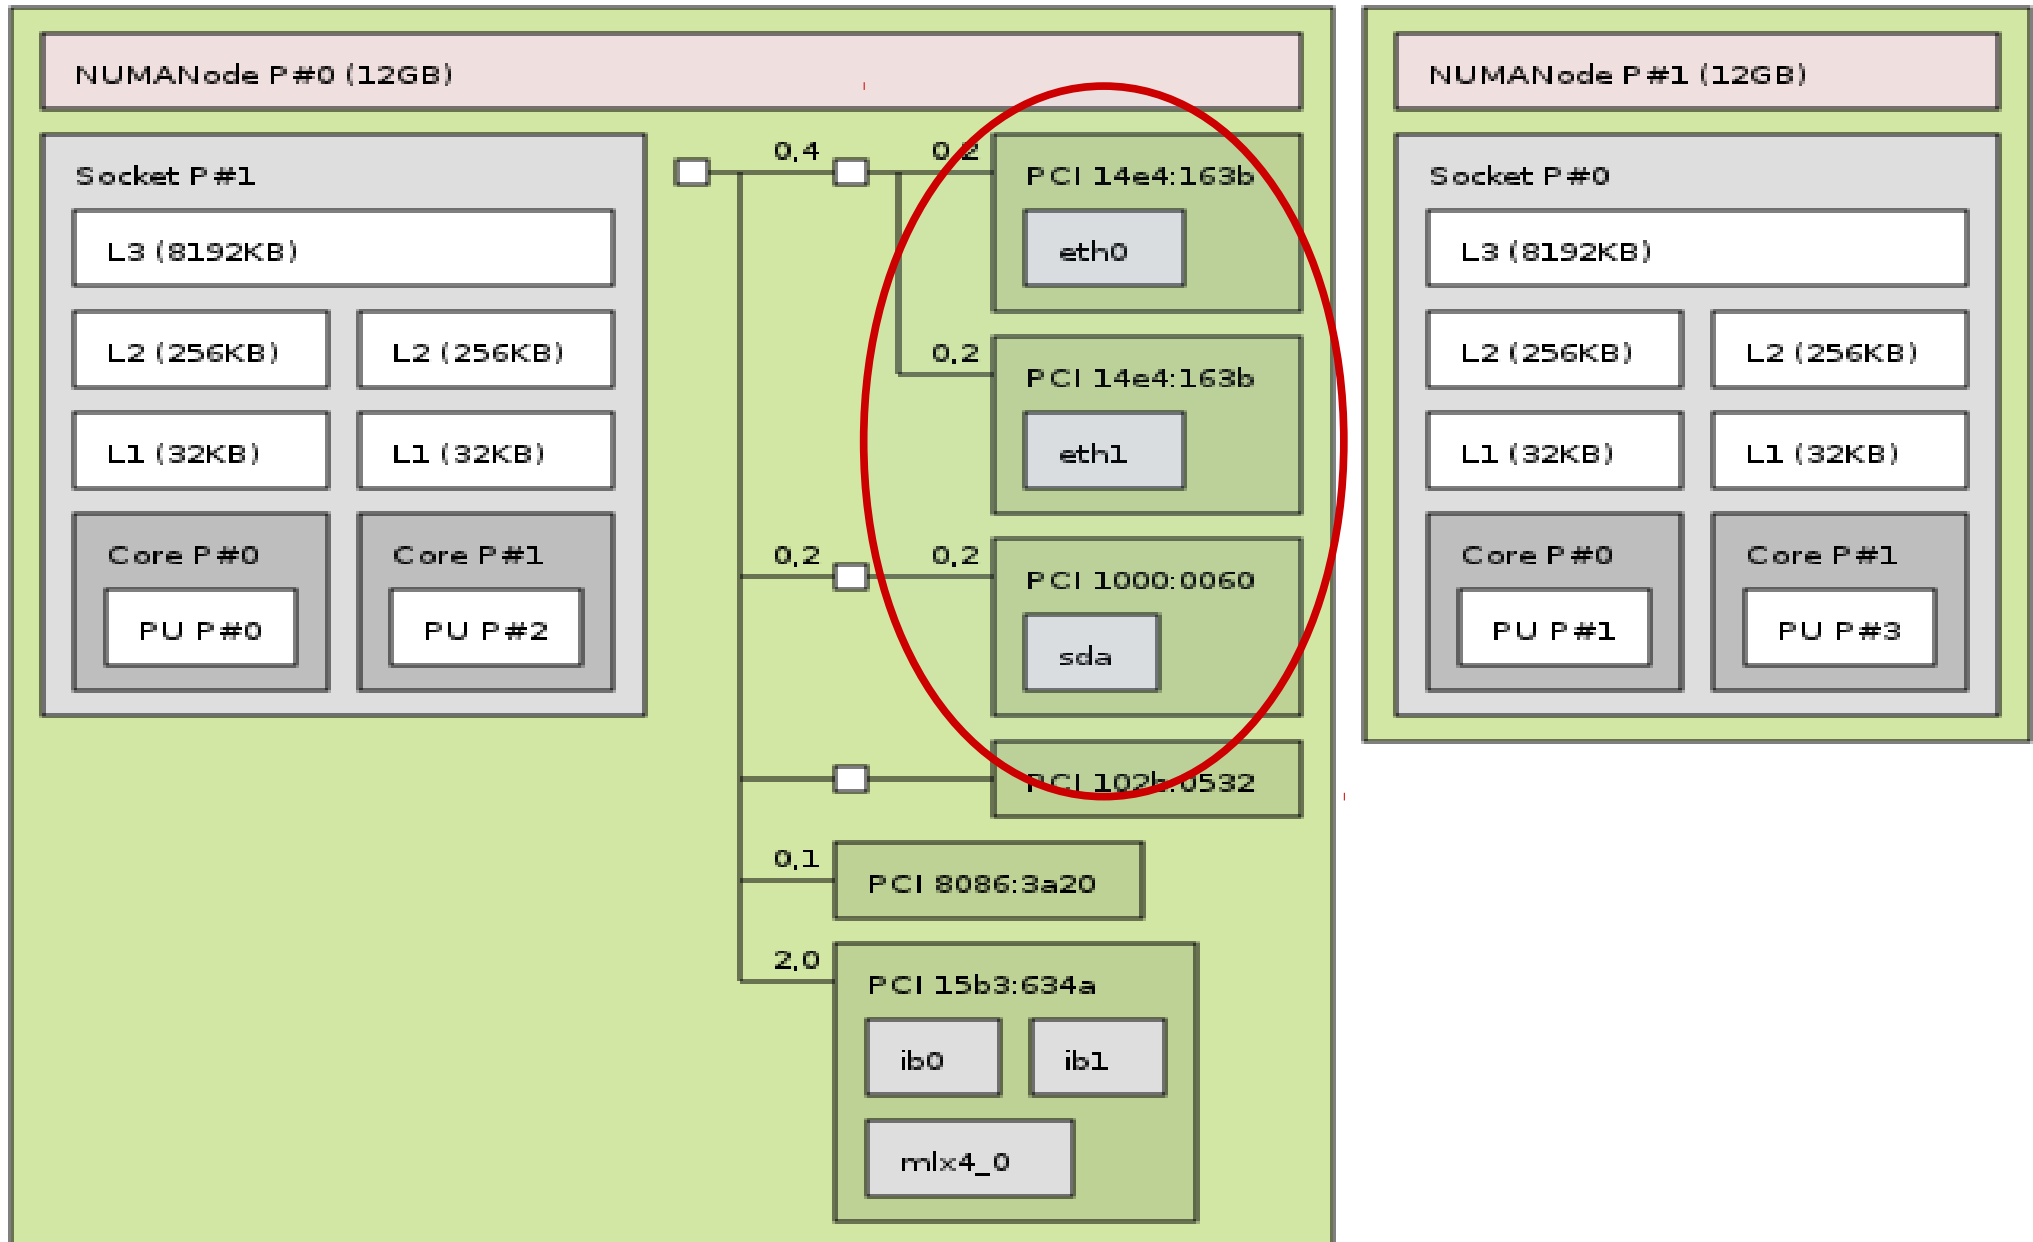 NUMANode P#0 (12GB)
Socket P#1
L3 (8192KB)
L2 (256KB) L2 (256KB)
L1 (32KB) L1 (32KB)
Core P#0 Core P#1
PU P#0 PU P#2
0,4 0,2 PCI 14e4:163b
eth0
0,2 PCI 14e4:163b
eth1
0,2 0,2 PCI 1000:0060
sda
PCI 102b:0532
0,1 PCI 8086:3a20
2,0 PCI 15b3:634a
ib0 ib1
mlx4_0
NUMANode P#1 (12GB)
Socket P#0
L3 (8192KB)
L2 (256KB) L2 (256KB)
L1 (32KB) L1 (32KB)
Core P#0 Core P#1
PU P#1 PU P#3